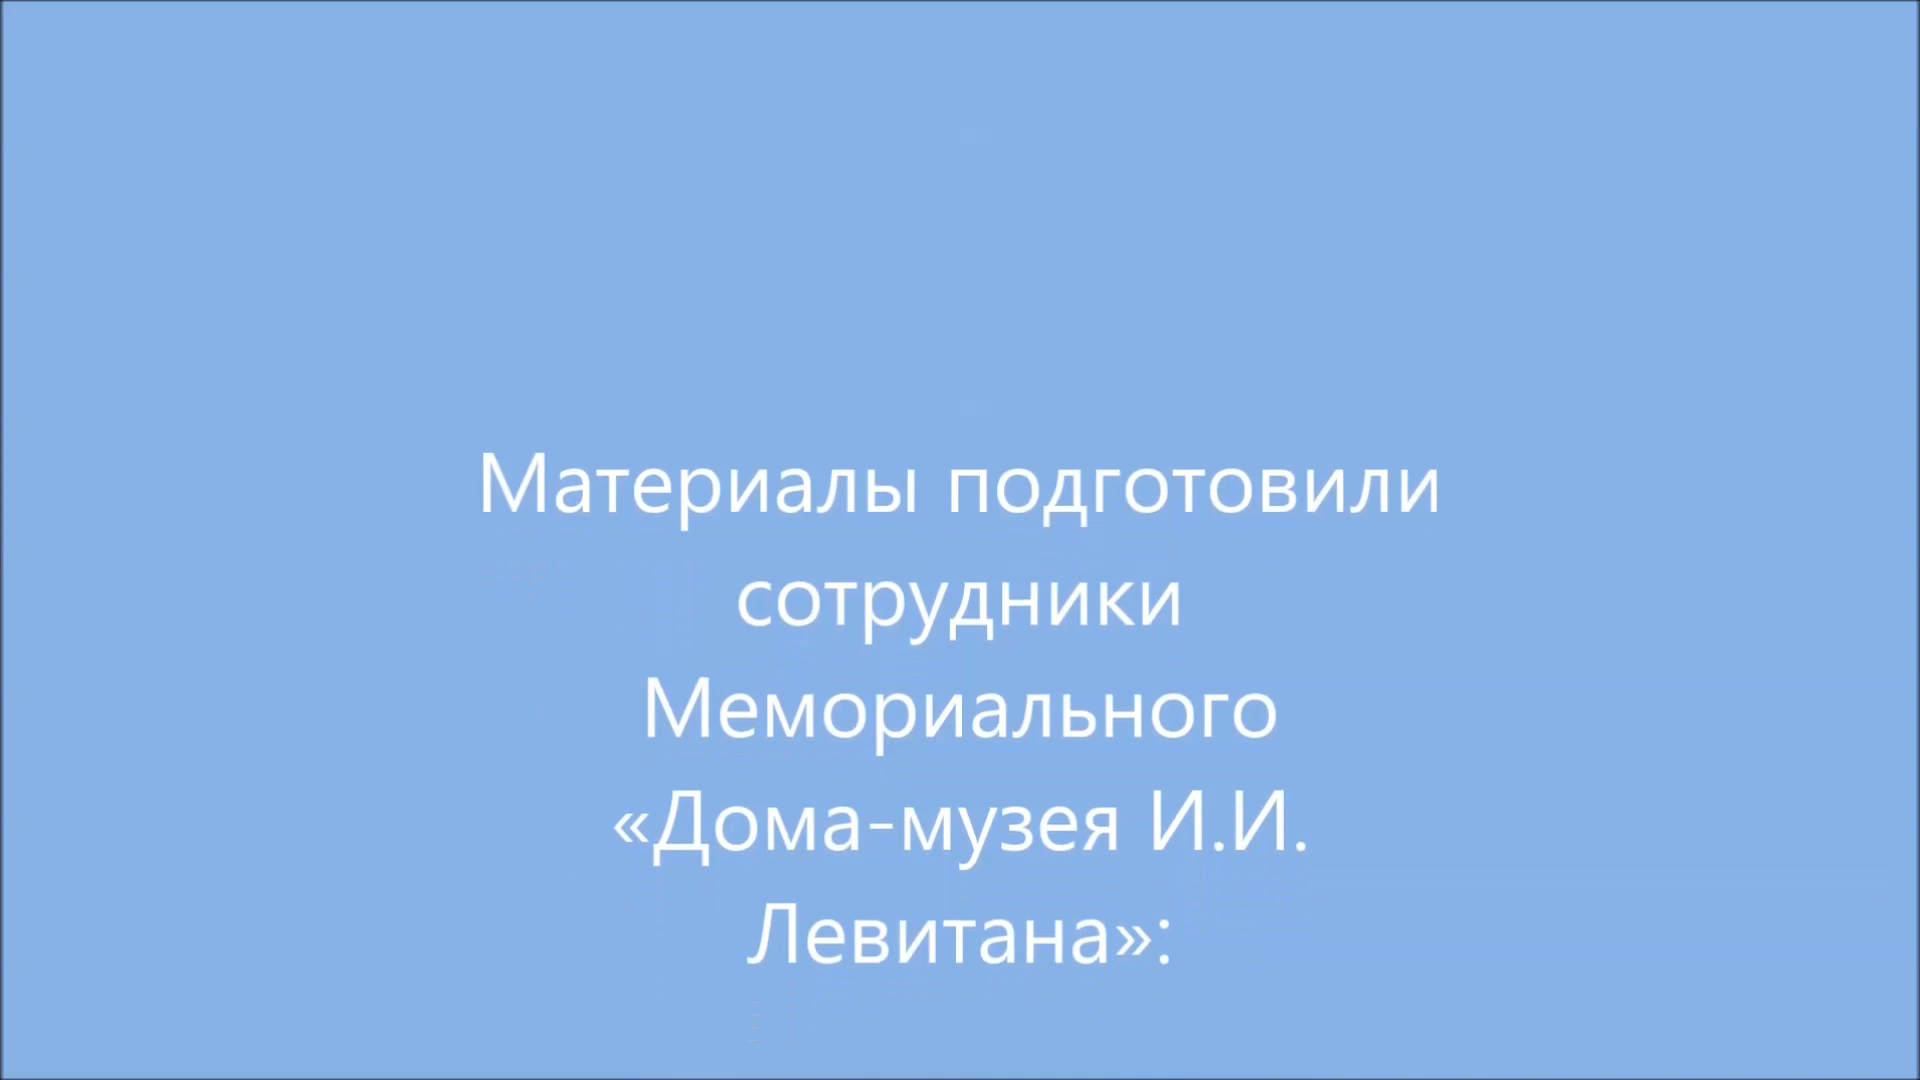 Материалы подготовили
сотрудники
Мемориального
«Дома-музея И.И.
Левитана»: